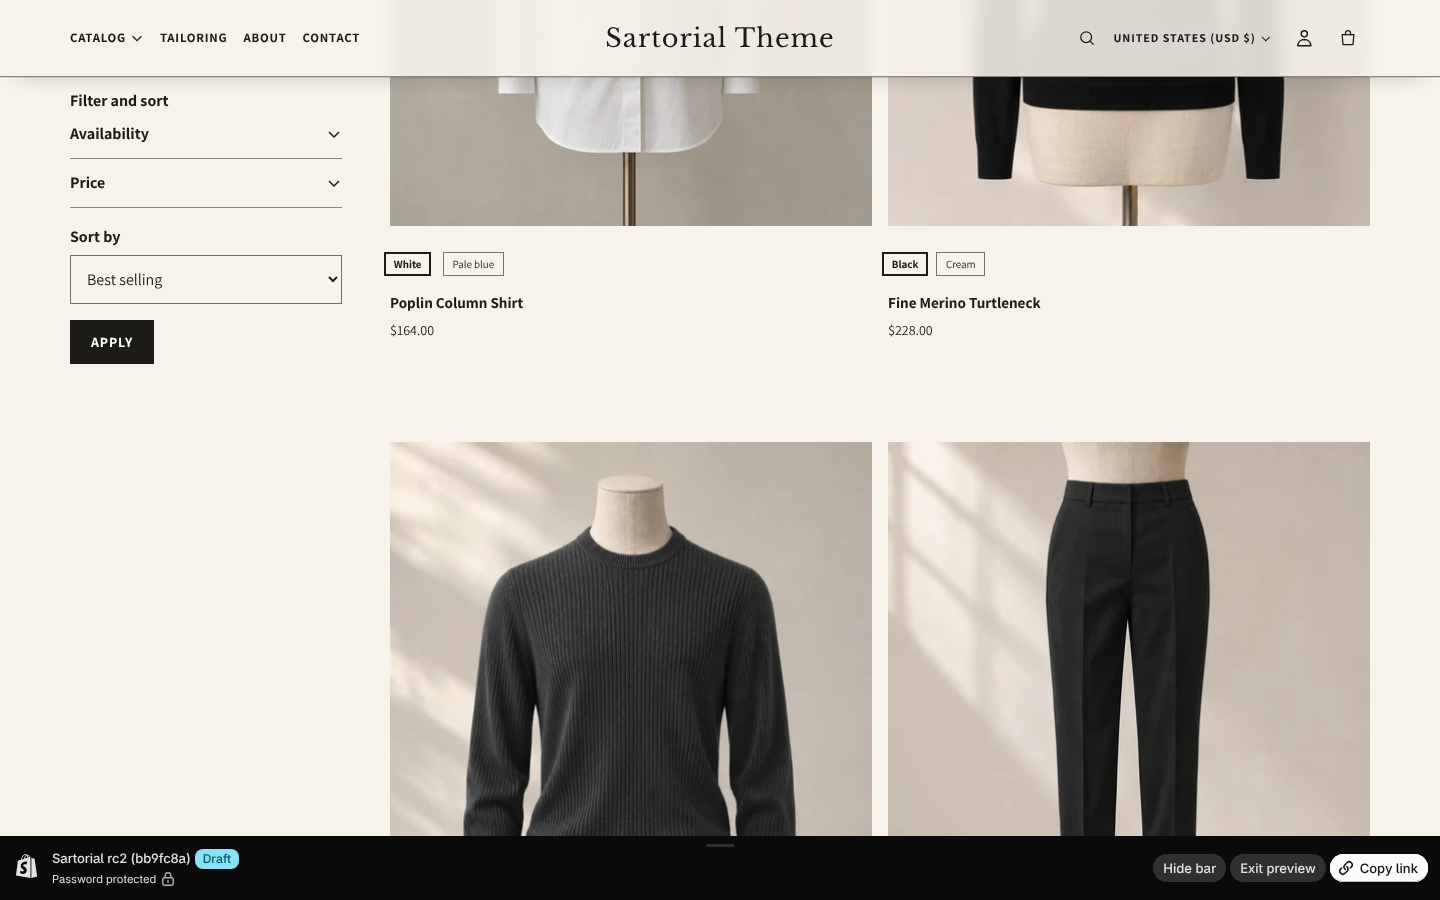 CATALOG TAILORING ABOUT CONTACT
Sartorial Theme
UNITED STATES (USD $)
Filter and sort
Availability
Price
Sort by
Best selling
APPLY
White Pale blue
Poplin Column Shirt
$164.00
Black Cream
Fine Merino Turtleneck
$228.00
Sartorial rc2 (bb9fc8a) Draft
Password protected
Hide bar Exit preview Copy link